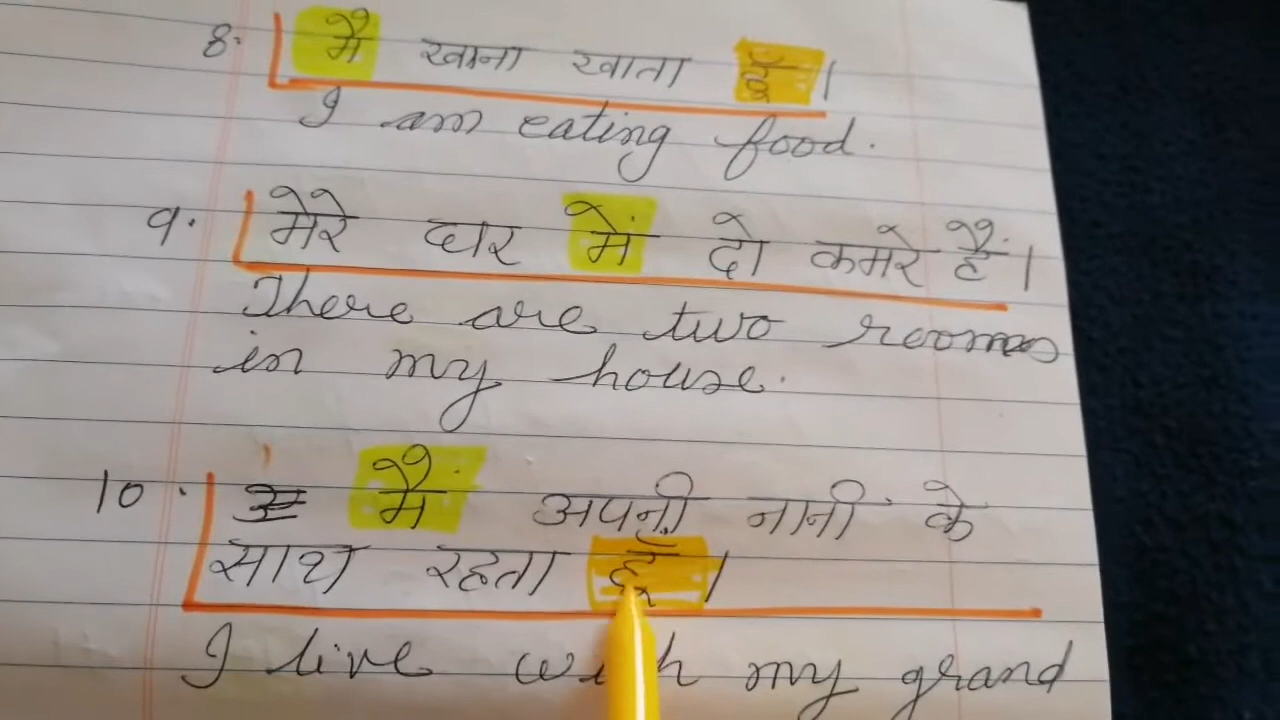 8. मैं खाना खाता हूँ।
I am eating food.
9. मेरे घर में दो कमरे हैं।
There are two rooms
in my house.
10. मैं अपनी नानी के
साथ रहता हूँ।
I live with my grand